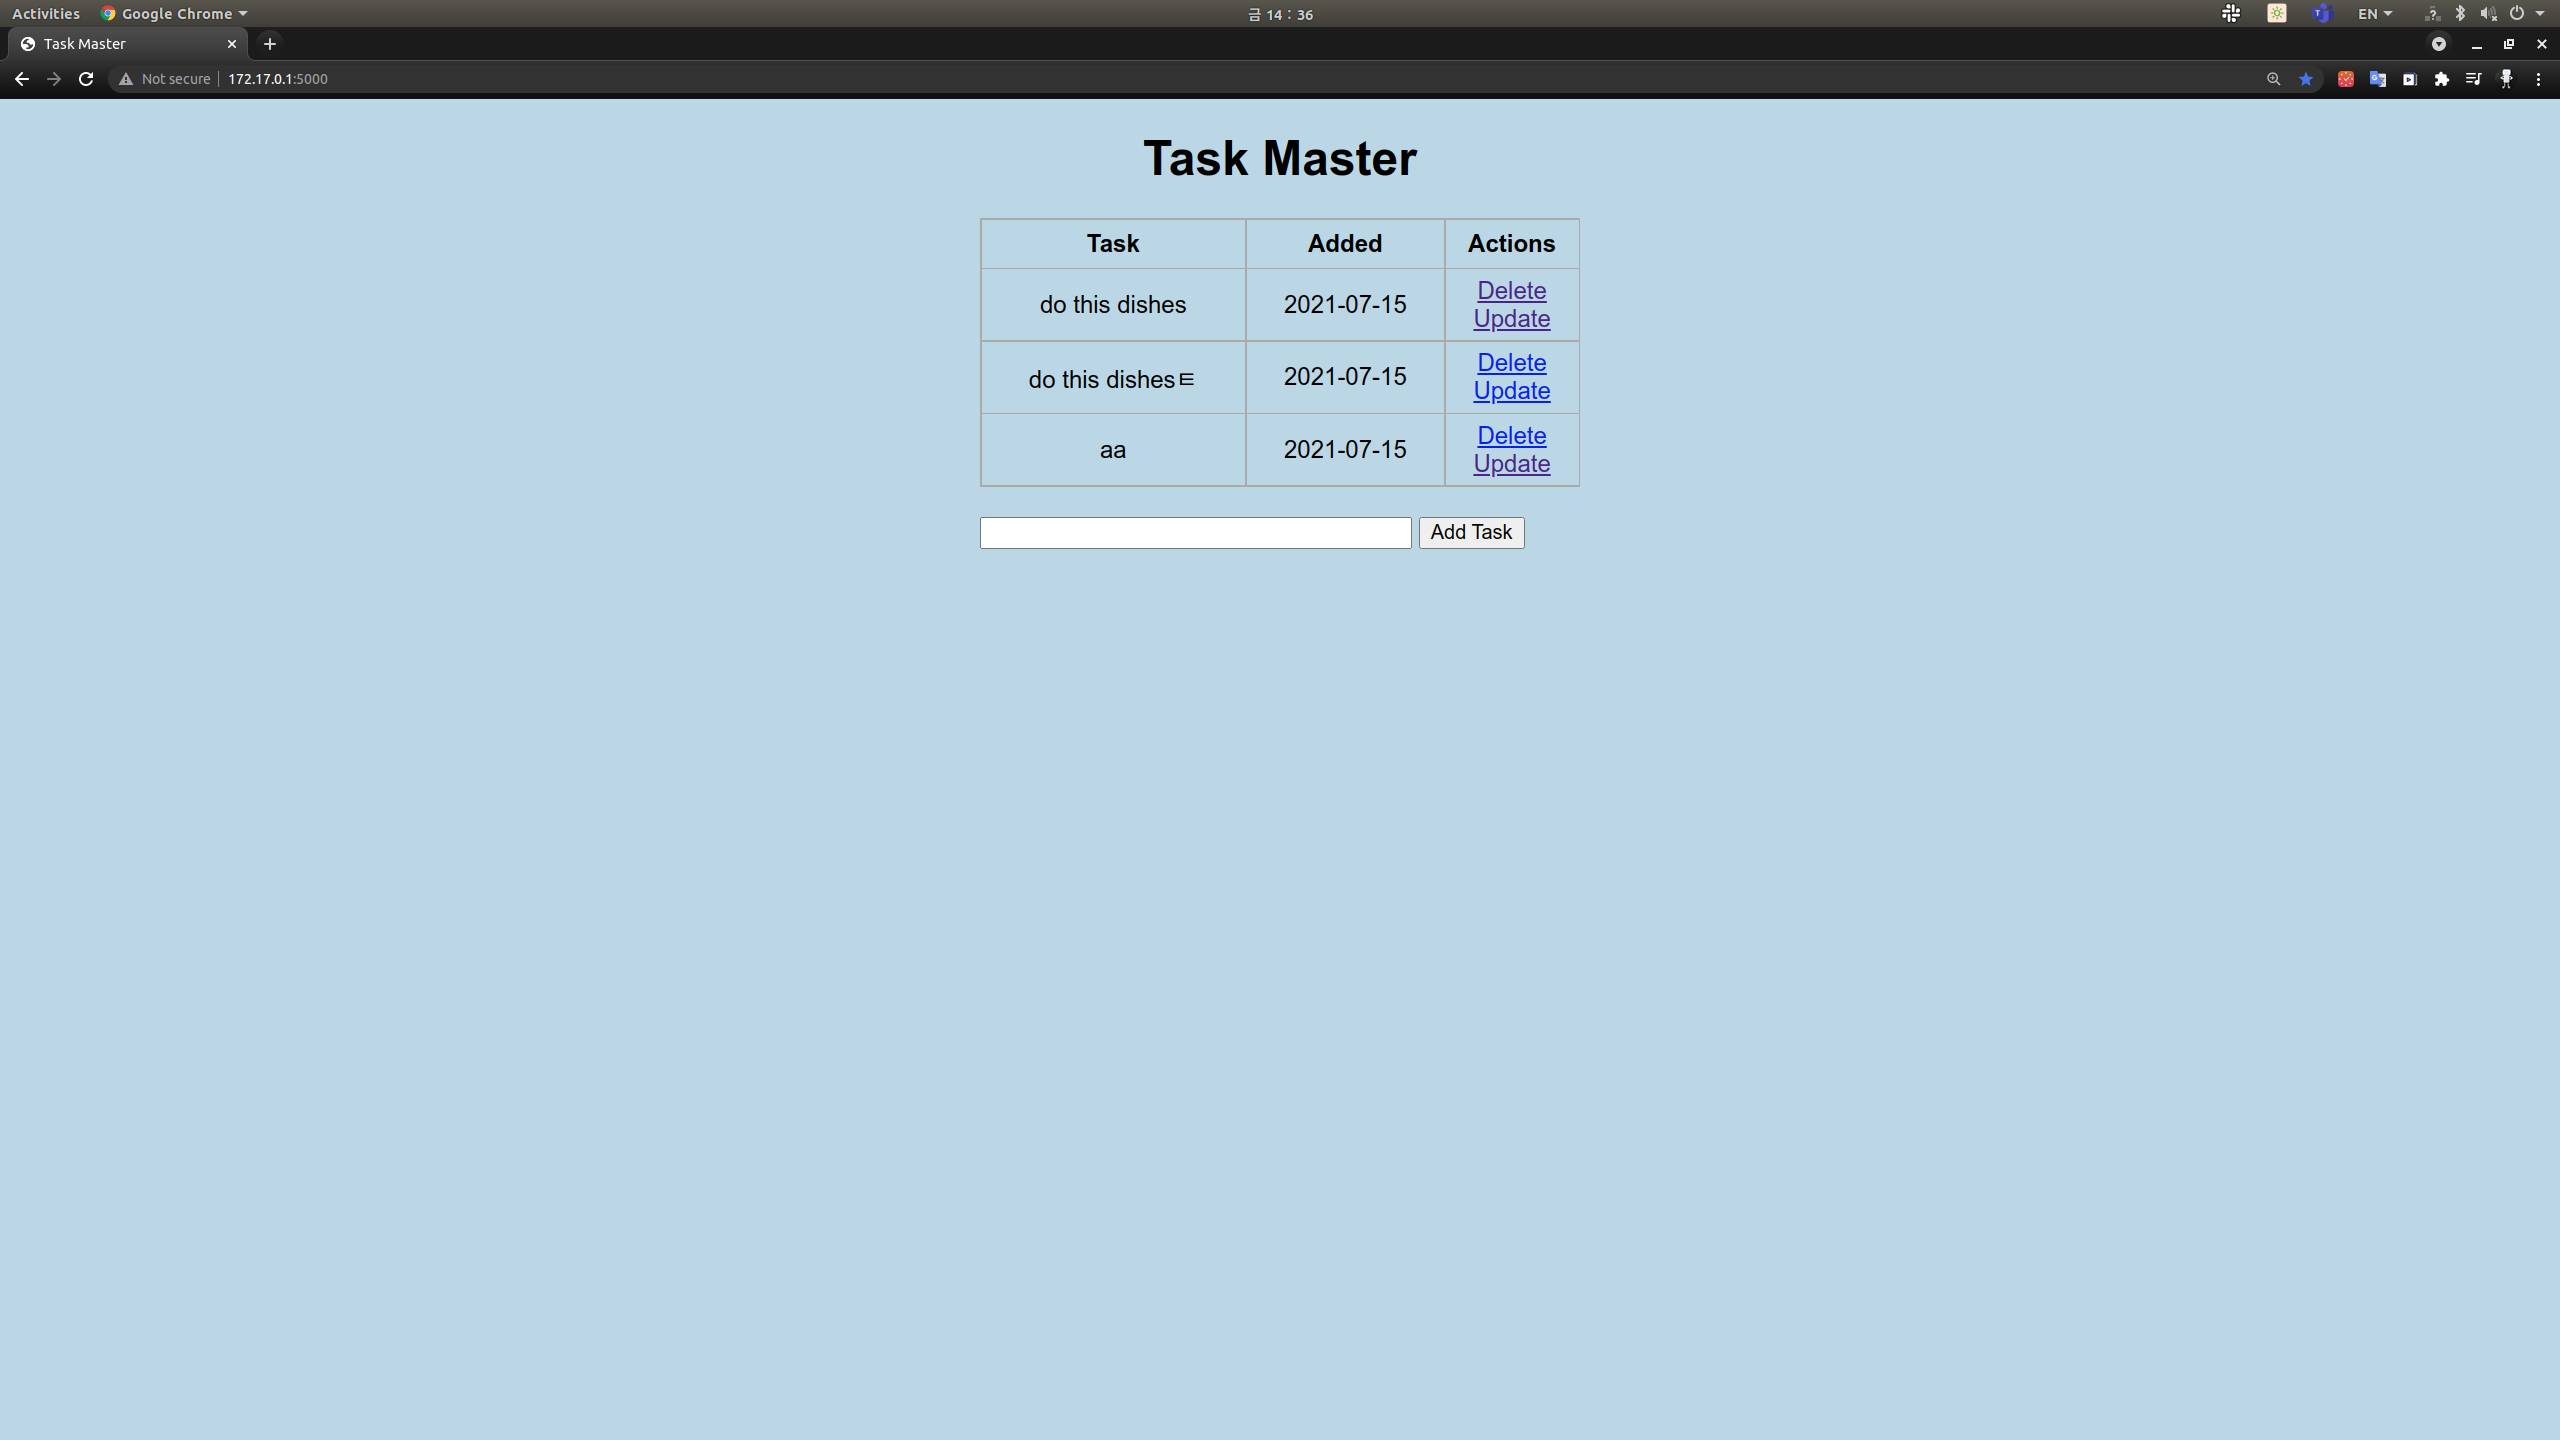 Activities Google Chrome 금 14 : 36 EN
Task Master
Not secure 172.17.0.1:5000
Task Master
Task Added Actions
do this dishes 2021-07-15 Delete Update
do this dishesㅌ 2021-07-15 Delete Update
aa 2021-07-15 Delete Update
Add Task